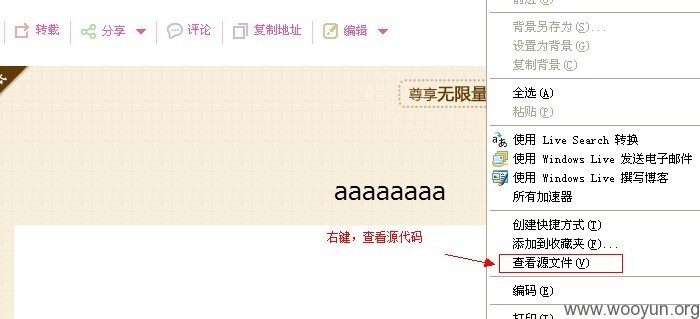 转载 分享 评论 复制地址 编辑
背景另存为(S)...
设置为背景(G)
复制背景(C)
尊享无限量
全选(A)
粘贴(P)
使用 Live Search 转换
使用 Windows Live 发送电子邮件
使用 Windows Live 撰写博客
所有加速器
aaaaaaaa
创建快捷方式(T)
添加到收藏夹(F)...
右键，查看源代码
查看源文件(V)
编码(E)
www.wooyun.org